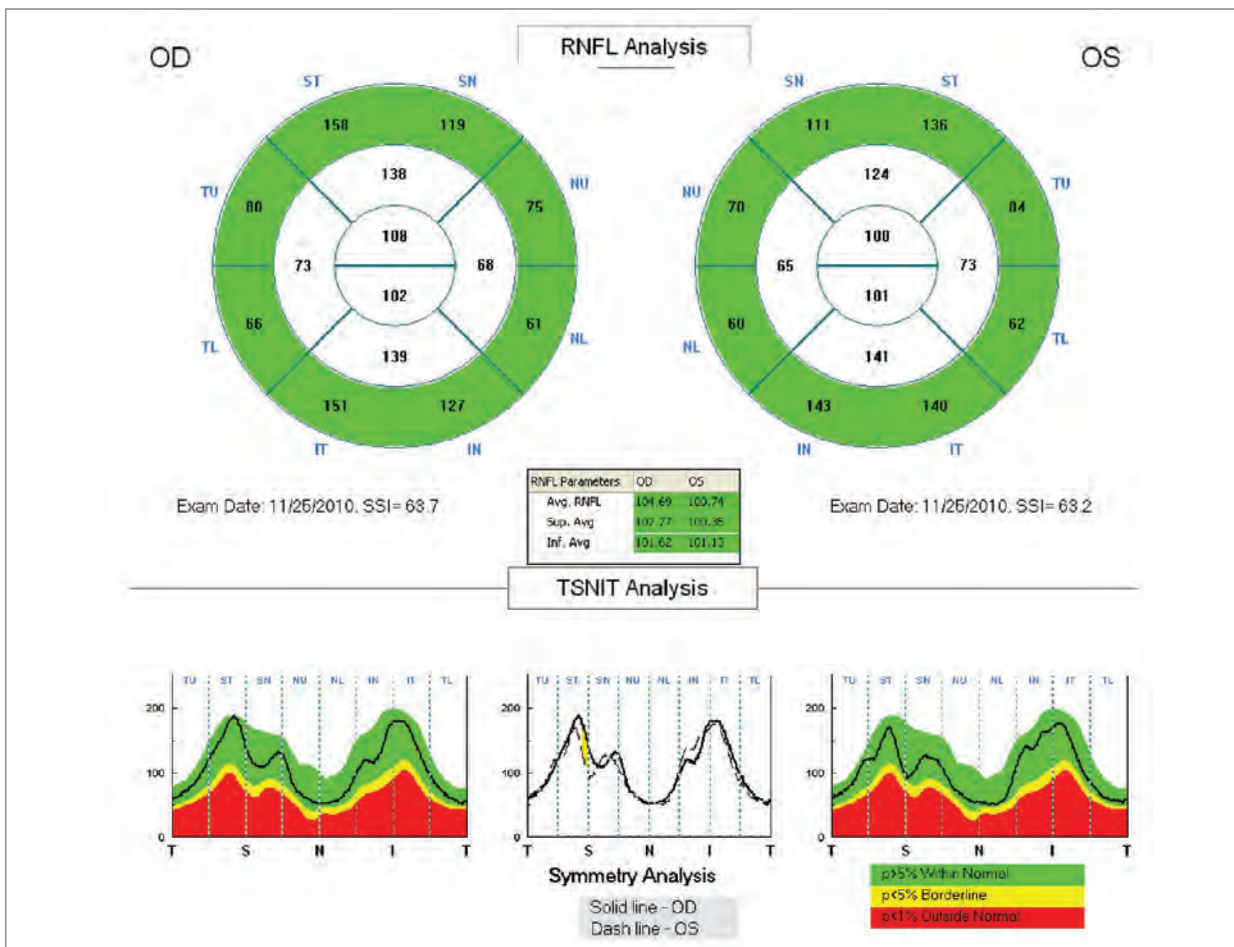 RNFL Analysis
OD
OS
ST SN
158 119
TU NU
80 75
138
108
73 68
102
139
66 61
TL NL
151 127
IT IN
SN ST
111 136
NU TU
70 84
124
100
65 73
101
141
60 62
NL TL
143 140
IN IT
Exam Date: 11/25/2010, SSI= 63.7
RNFL Parameters OD OS
Avg. RNFL 104.69 100.74
Sup. Avg 107.77 100.35
Inf. Avg 101.62 101.13
Exam Date: 11/25/2010, SSI= 63.2
TSNIT Analysis
TU ST SN NU NL IN IT TL
200
100
0
T S N I T
TU ST SN NU NL IN IT TL
200
100
0
T S N I T
TU ST SN NU NL IN IT TL
200
100
0
T S N I T
Symmetry Analysis
Solid line - OD
Dash line - OS
p>5% Within Normal
p<5% Borderline
p<1% Outside Normal